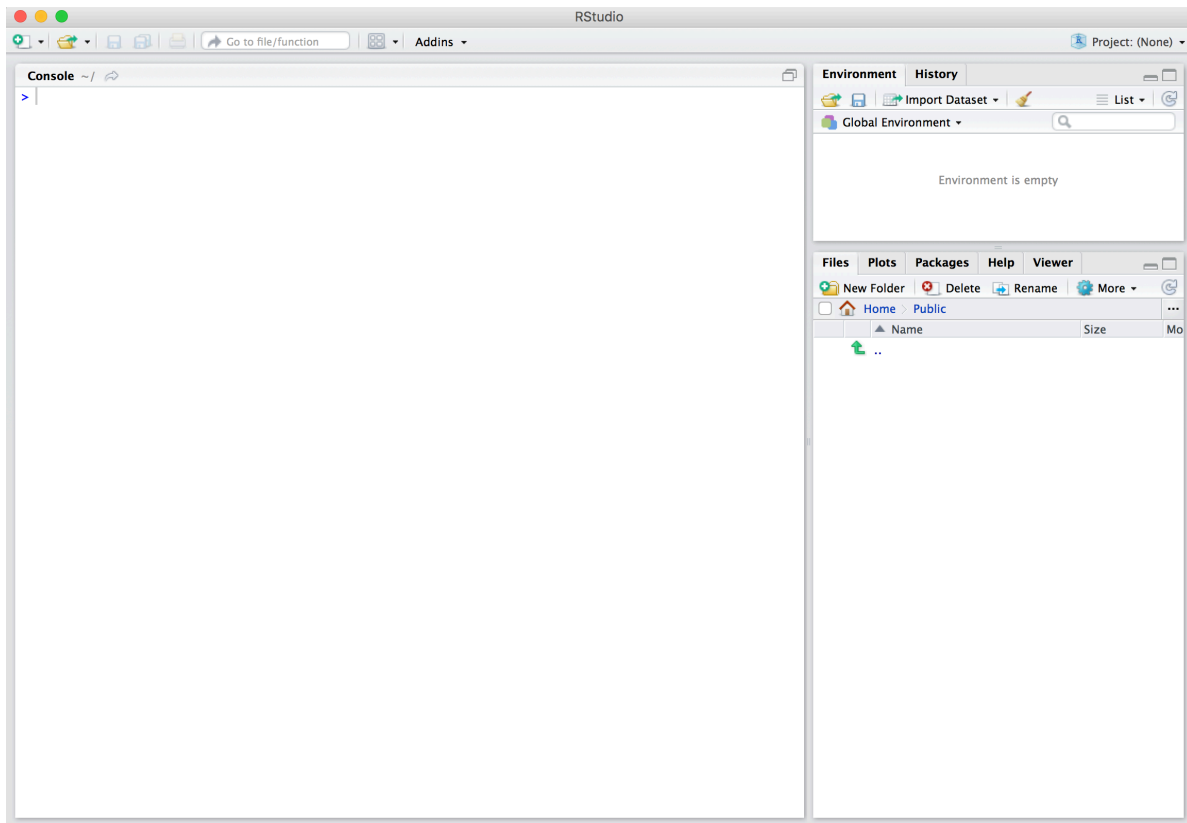 RStudio
Go to file/function Addins Project: (None)
Console ~/
>
Environment History
Import Dataset List
Global Environment
Environment is empty
Files Plots Packages Help Viewer
New Folder Delete Rename More
Home Public ...
Name Size Mo
..